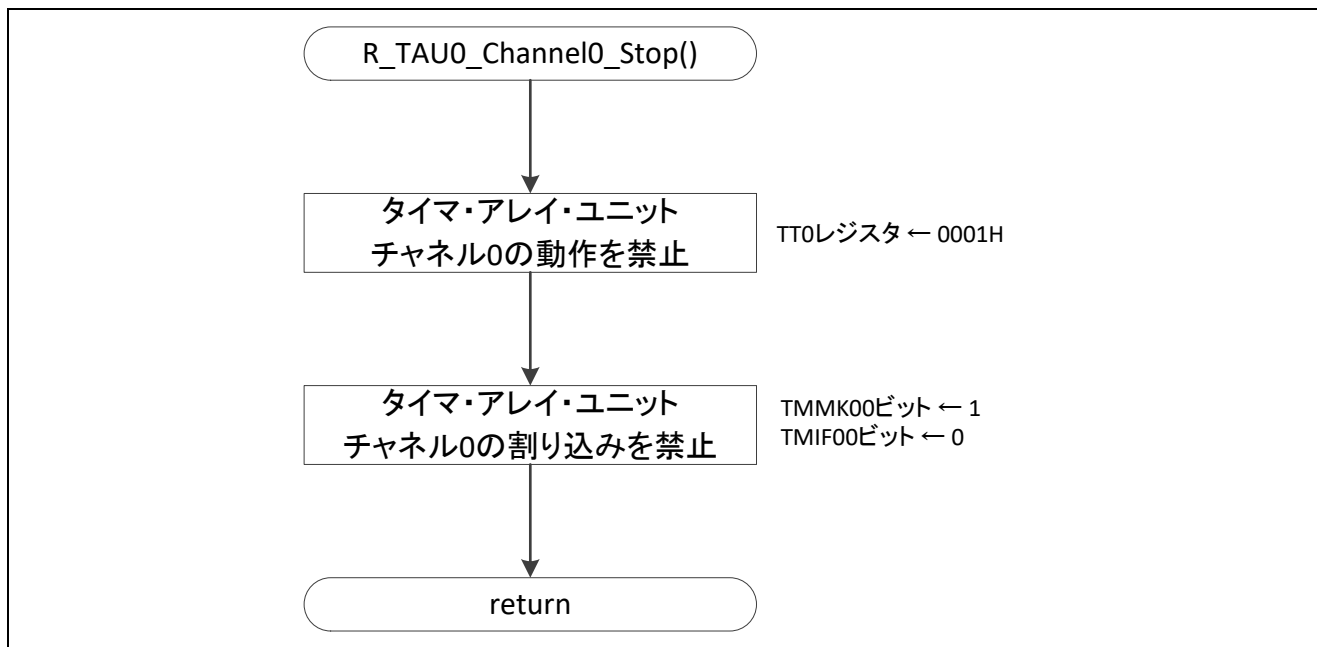 R_TAU0_Channel0_Stop()
タイマ・アレイ・ユニット
チャネル0の動作を禁止
TT0レジスタ ← 0001H
タイマ・アレイ・ユニット
チャネル0の割り込みを禁止
TMMK00ビット ← 1
TMIF00ビット ← 0
return